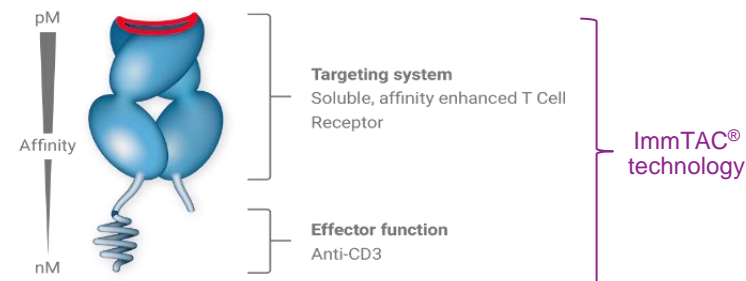 pM
Affinity
nM
Targeting system
Soluble, affinity enhanced T Cell
Receptor
Effector function
Anti-CD3
ImmTAC®
technology